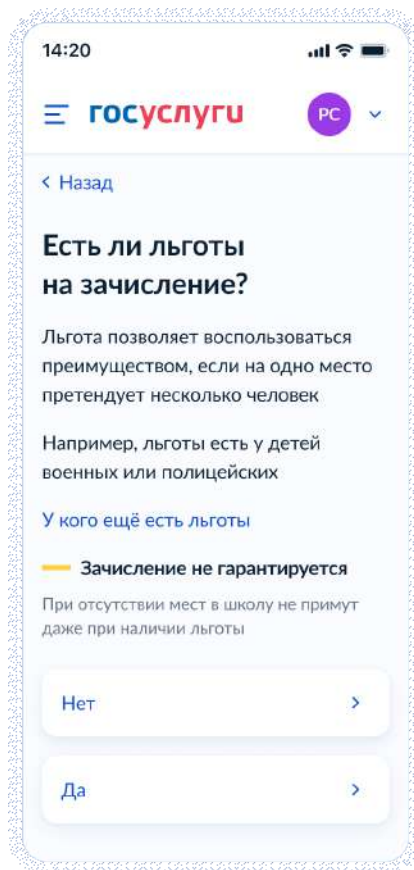 14:20
госуслуги
РС
Назад
Есть ли льготы
на зачисление?
Льгота позволяет воспользоваться
преимуществом, если на одно место
претендует несколько человек
Например, льготы есть у детей
военных или полицейских
У кого ещё есть льготы
Зачисление не гарантируется
При отсутствии мест в школу не примут
даже при наличии льготы
Нет
Да